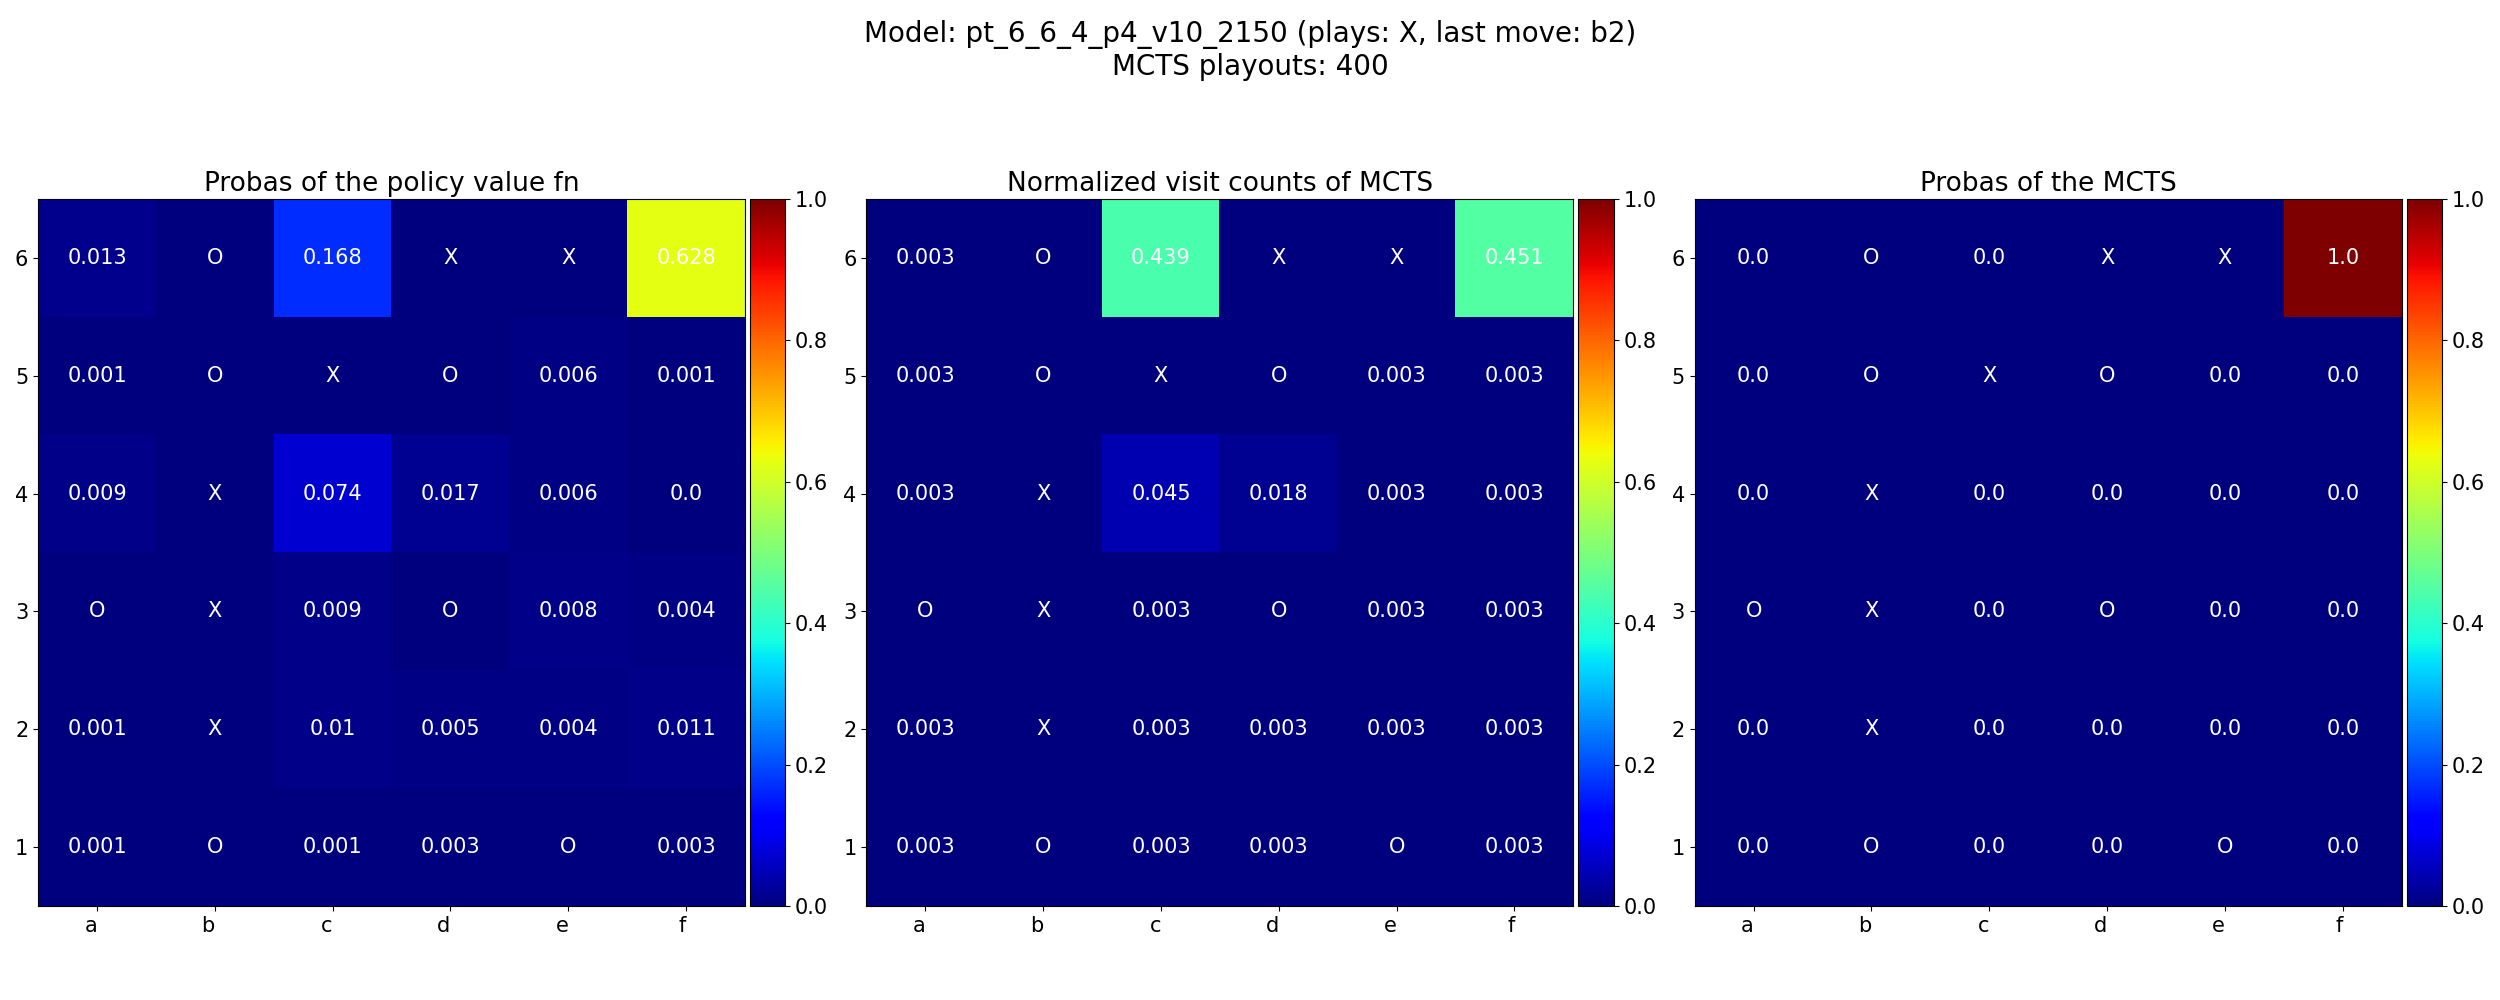 Model: pt_6_6_4_p4_v10_2150 (plays: X, last move: b2)
MCTS playouts: 400
Probas of the policy value fn
6 0.013 O 0.168 X X 0.628
5 0.001 O X O 0.006 0.001
4 0.009 X 0.074 0.017 0.006 0.0
3 O X 0.009 O 0.008 0.004
2 0.001 X 0.01 0.005 0.004 0.011
1 0.001 O 0.001 0.003 O 0.003
a b c d e f
1.0
0.8
0.6
0.4
0.2
0.0
Normalized visit counts of MCTS
6 0.003 O 0.439 X X 0.451
5 0.003 O X O 0.003 0.003
4 0.003 X 0.045 0.018 0.003 0.003
3 O X 0.003 O 0.003 0.003
2 0.003 X 0.003 0.003 0.003 0.003
1 0.003 O 0.003 0.003 O 0.003
a b c d e f
1.0
0.8
0.6
0.4
0.2
0.0
Probas of the MCTS
6 0.0 O 0.0 X X 1.0
5 0.0 O X O 0.0 0.0
4 0.0 X 0.0 0.0 0.0 0.0
3 O X 0.0 O 0.0 0.0
2 0.0 X 0.0 0.0 0.0 0.0
1 0.0 O 0.0 0.0 O 0.0
a b c d e f
1.0
0.8
0.6
0.4
0.2
0.0